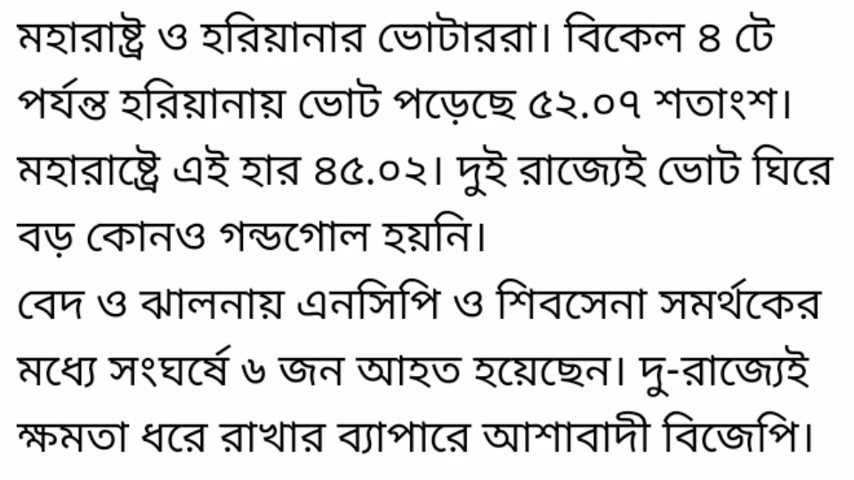 মহারাষ্ট্র ও হরিয়ানার ভোটাররা। বিকেল ৪ টে
পর্যন্ত হরিয়ানায় ভোট পড়েছে ৫২.০৭ শতাংশ।
মহারাষ্ট্রে এই হার ৪৫.০২। দুই রাজ্যেই ভোট ঘিরে
বড় কোনও গন্ডগোল হয়নি।
বেদ ও ঝালনায় এনসিপি ও শিবসেনা সমর্থকের
মধ্যে সংঘর্ষে ৬ জন আহত হয়েছেন। দু-রাজ্যেই
ক্ষমতা ধরে রাখার ব্যাপারে আশাবাদী বিজেপি।